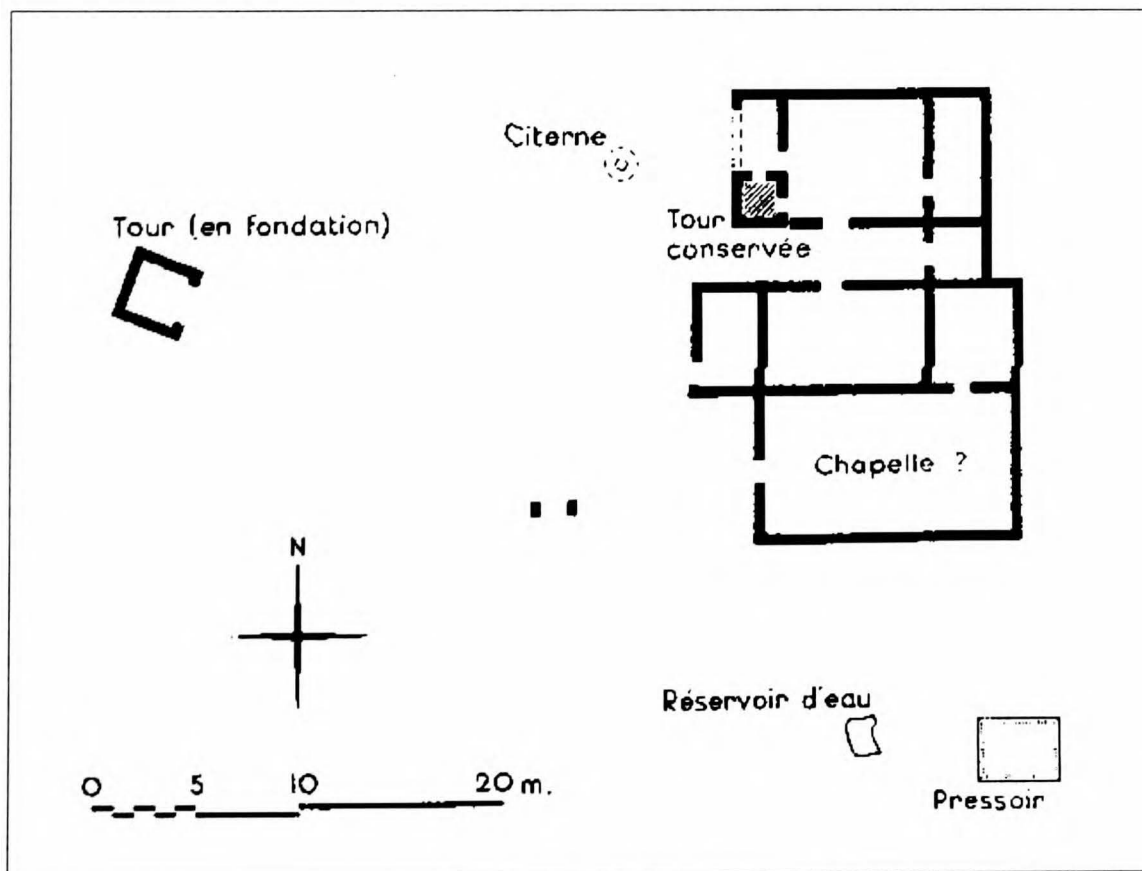 Citerne
Tour (en fondation)
Tour
conservée
Chapelle ?
N
Réservoir d'eau
0 5 10 20 m.
Pressoir